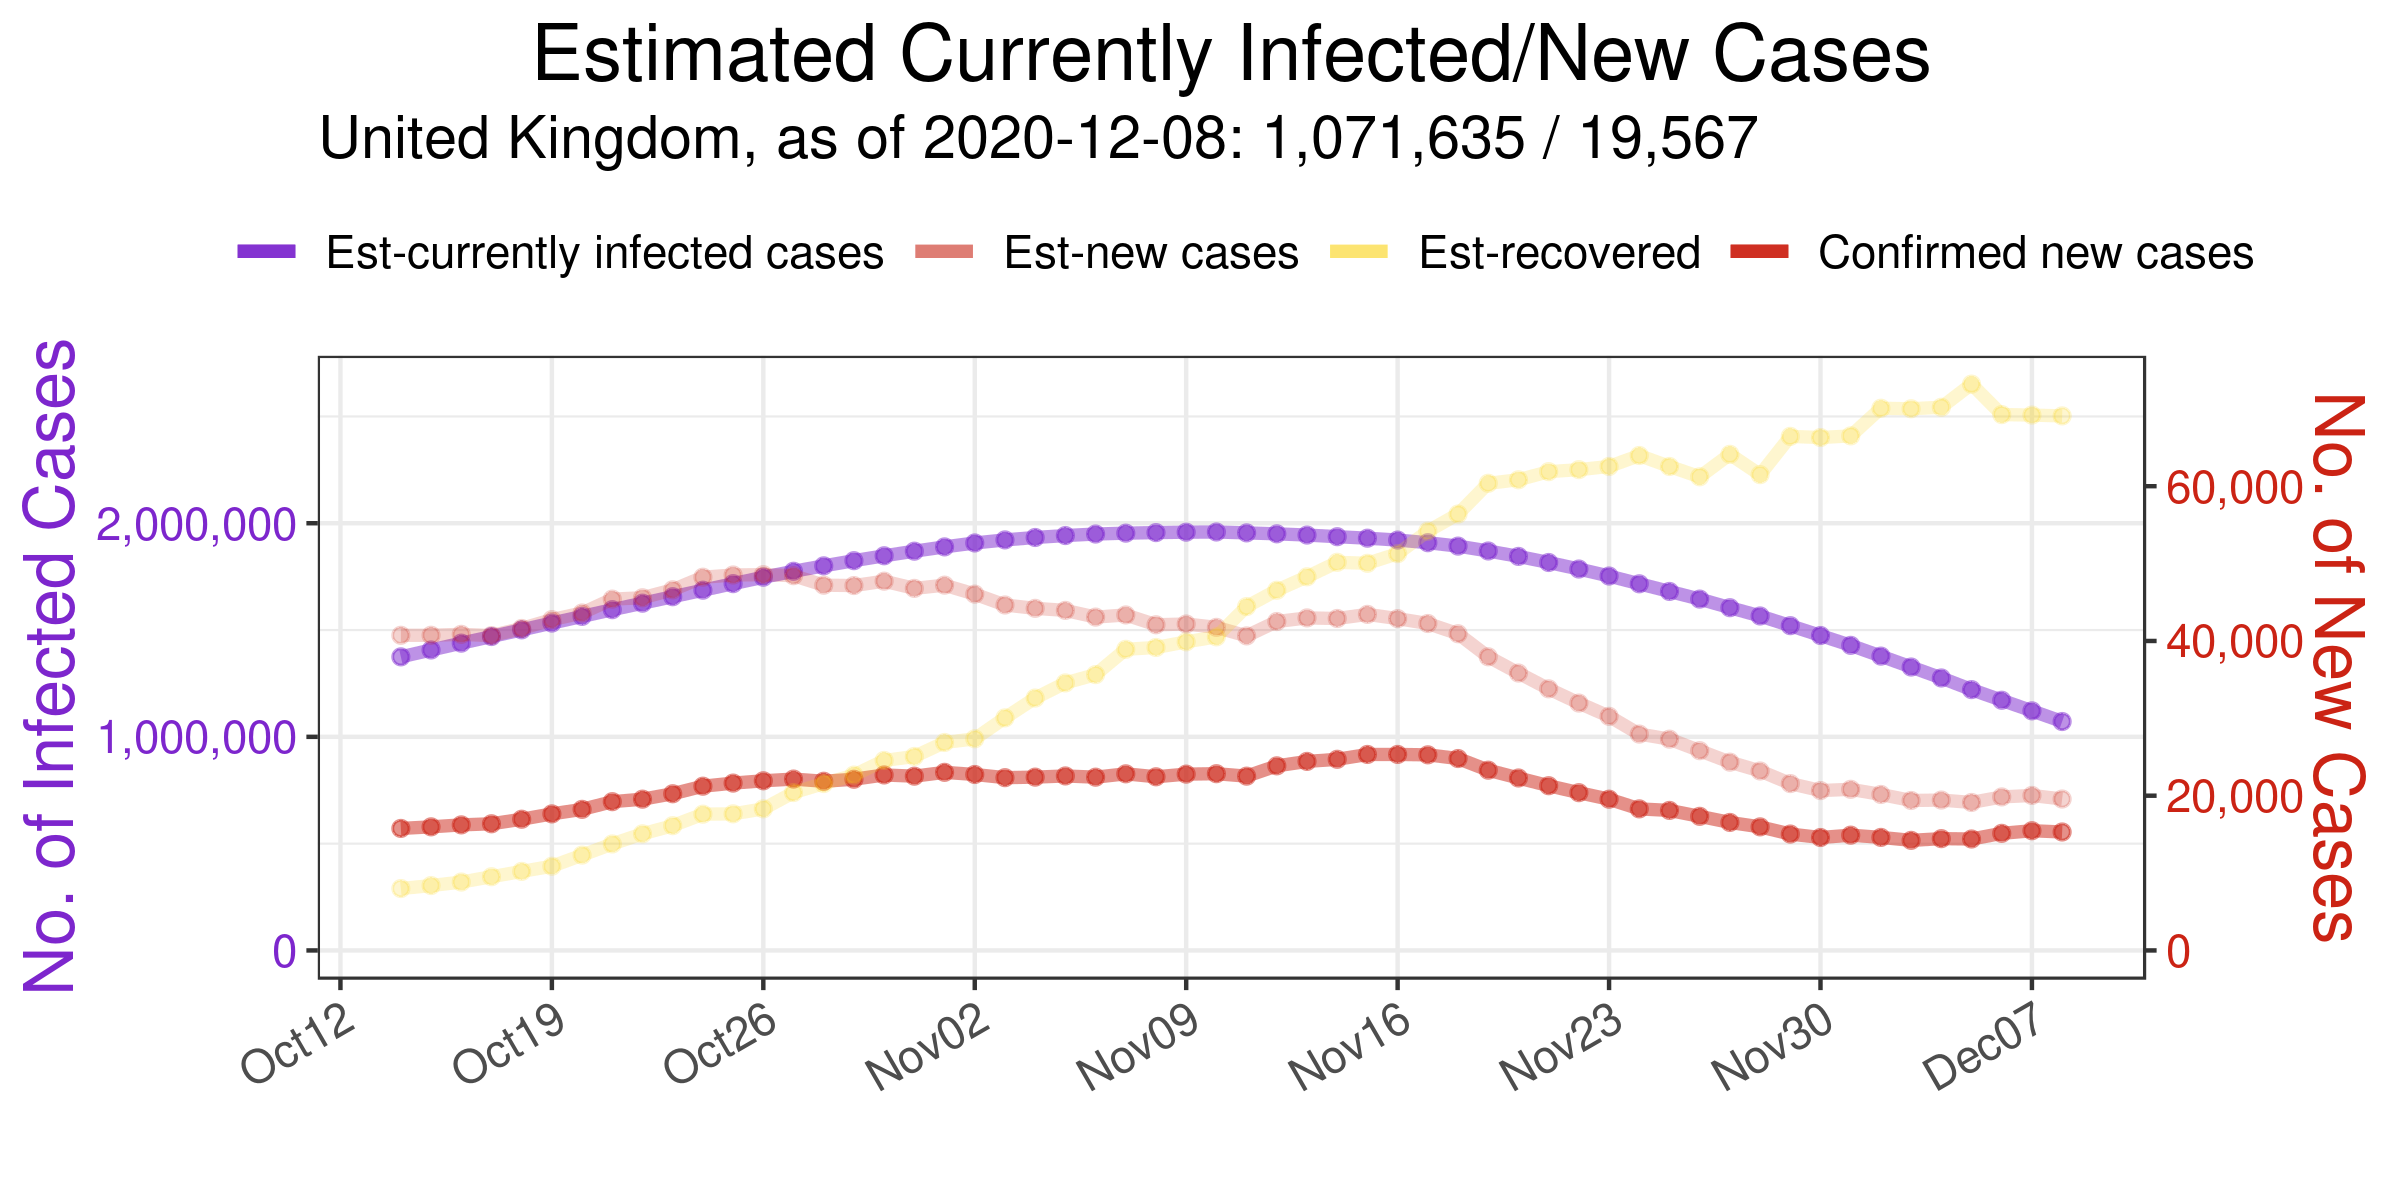 Estimated Currently Infected/New Cases
United Kingdom, as of 2020-12-08: 1,071,635 / 19,567
Est-currently infected cases Est-new cases Est-recovered Confirmed new cases
No. of Infected Cases
2,000,000
1,000,000
0
60,000
40,000
20,000
0
No. of New Cases
Oct12 Oct19 Oct26 Nov02 Nov09 Nov16 Nov23 Nov30 Dec07